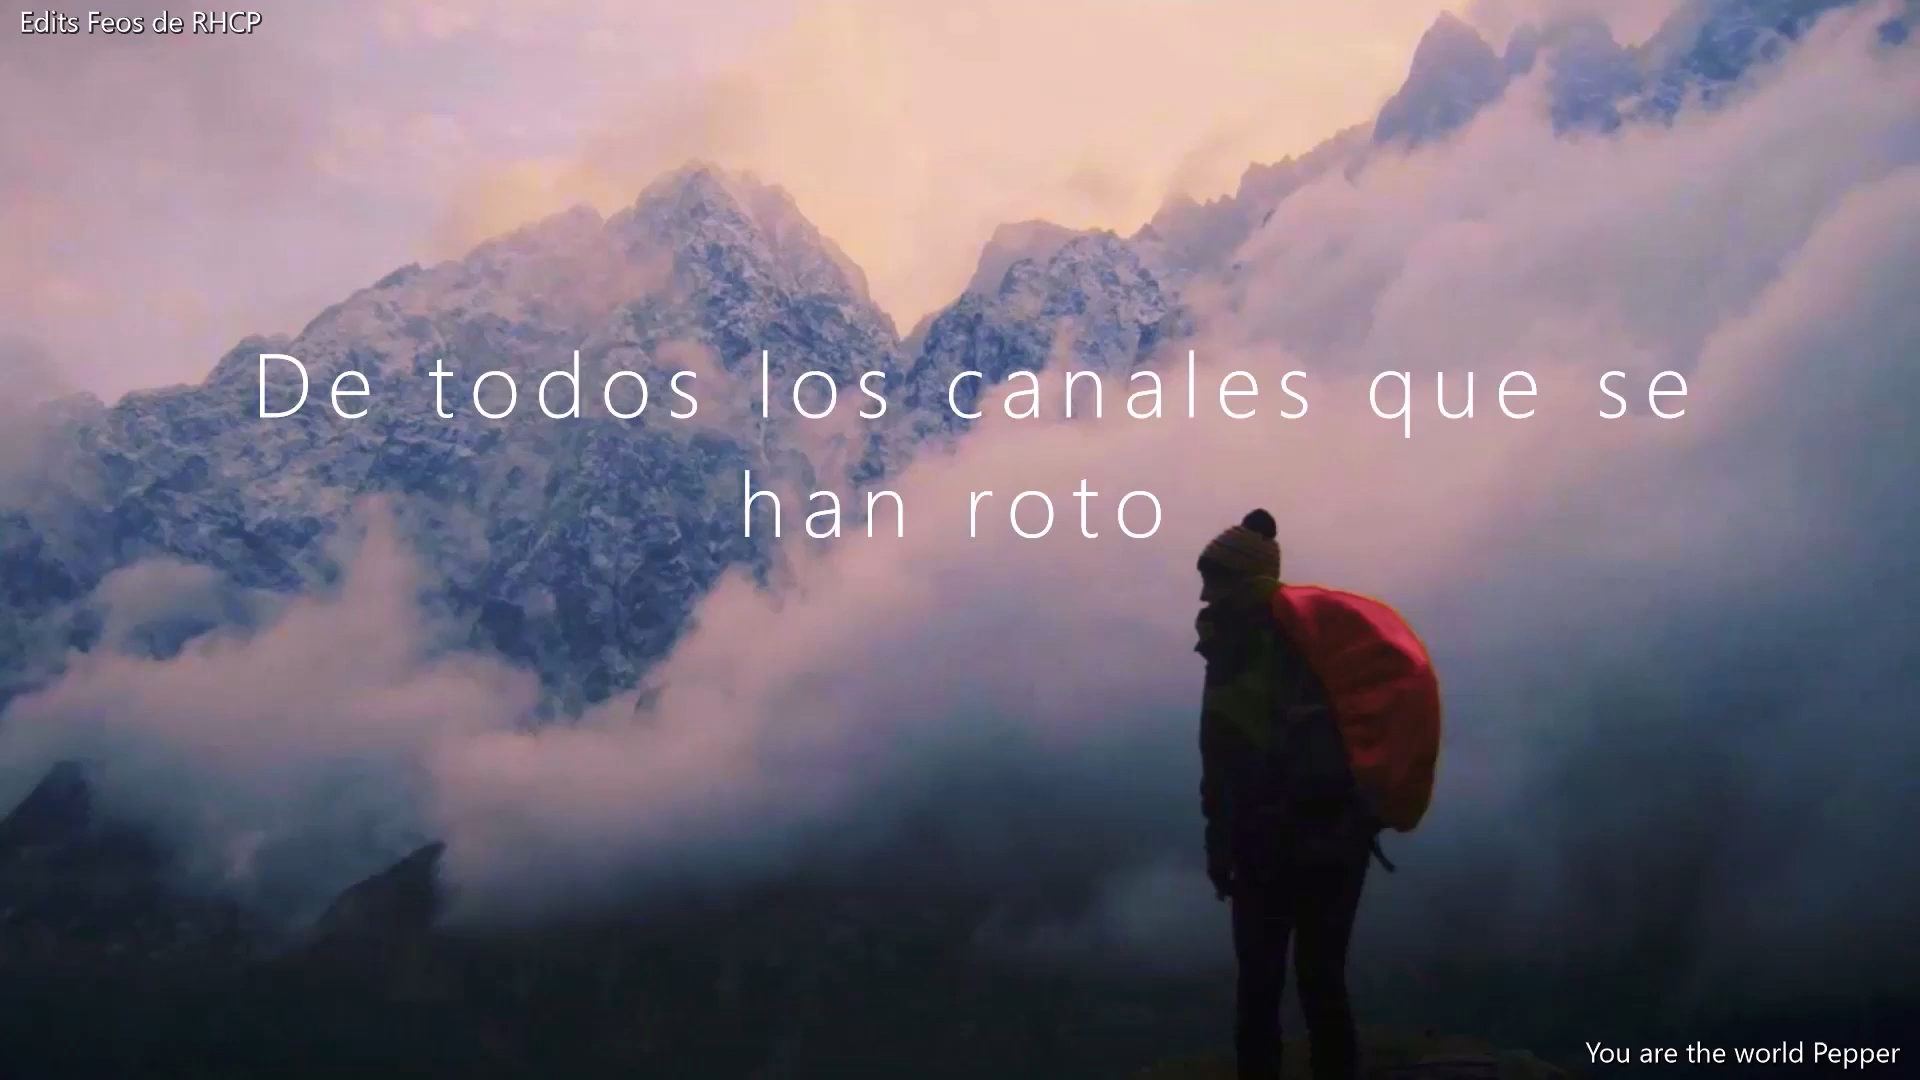 Edits Feos de RHCP
De todos los canales que se
han roto
You are the world Pepper